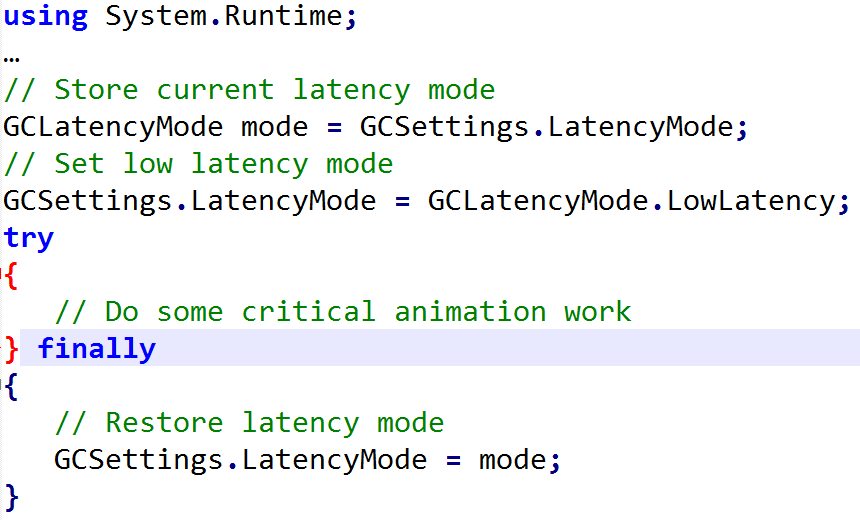 using System.Runtime;
…
// Store current latency mode
GCLatencyMode mode = GCSettings.LatencyMode;
// Set low latency mode
GCSettings.LatencyMode = GCLatencyMode.LowLatency;
try
{
   // Do some critical animation work
} finally
{
   // Restore latency mode
   GCSettings.LatencyMode = mode;
}